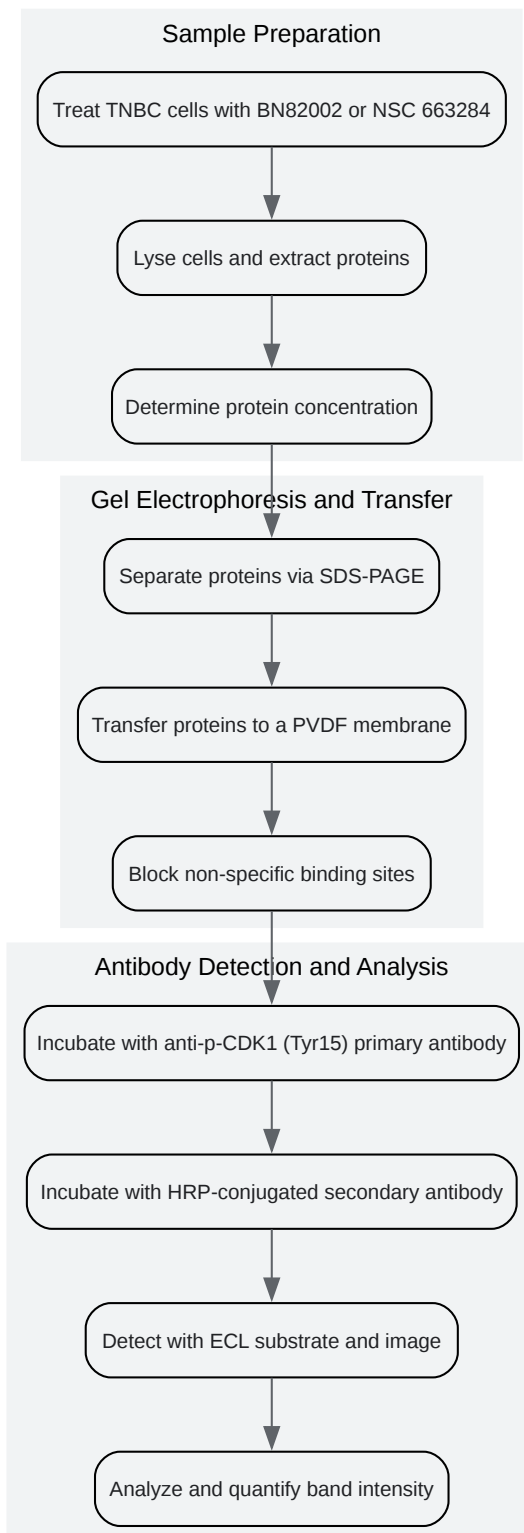 Sample Preparation
Treat TNBC cells with BN82002 or NSC 663284
Lyse cells and extract proteins
Determine protein concentration
Gel Electrophoresis and Transfer
Separate proteins via SDS-PAGE
Transfer proteins to a PVDF membrane
Block non-specific binding sites
Antibody Detection and Analysis
Incubate with anti-p-CDK1 (Tyr15) primary antibody
Incubate with HRP-conjugated secondary antibody
Detect with ECL substrate and image
Analyze and quantify band intensity